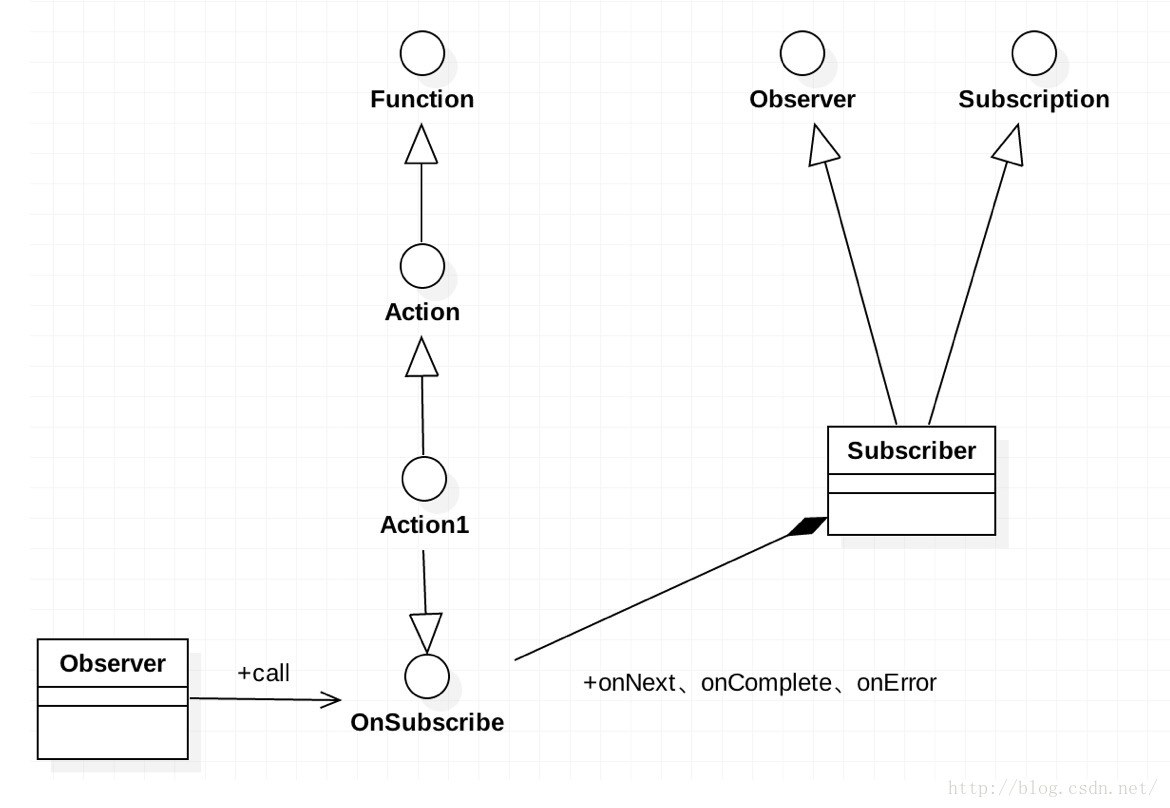 Function
Observer
Subscription
Action
Subscriber
Action1
Observer
+call
+onNext、onComplete、onError
OnSubscribe
http://blog.csdn.net/